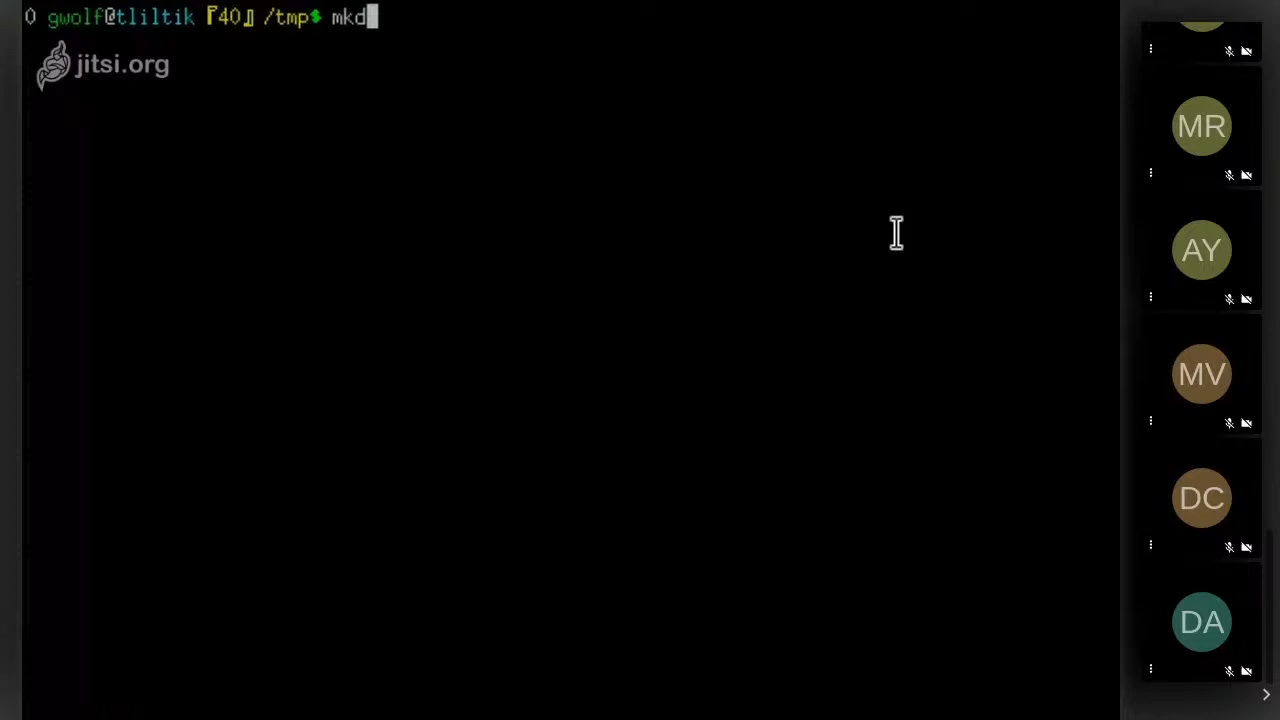 0 gwolf@tliltik『40』/tmp$ mkd
jitsi.org
MR
AY
MV
DC
DA